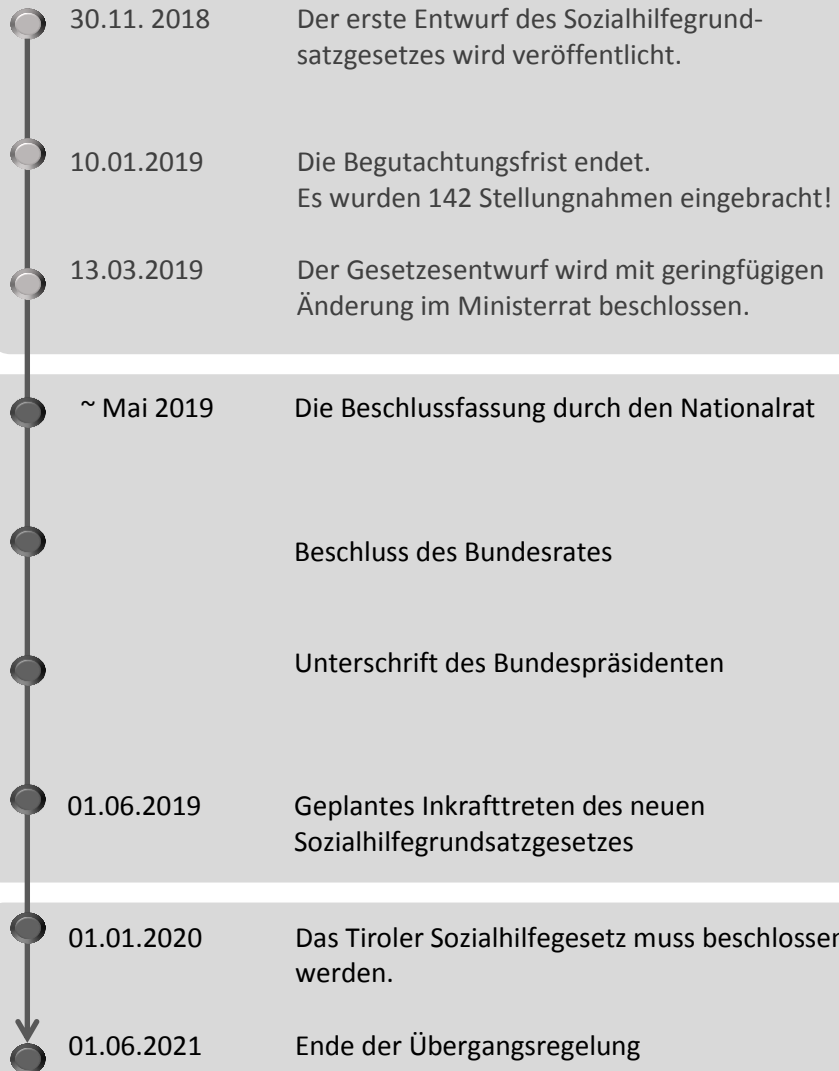 30.11. 2018 Der erste Entwurf des Sozialhilfegrund-
satzgesetzes wird veröffentlicht.
10.01.2019 Die Begutachtungsfrist endet.
Es wurden 142 Stellungnahmen eingebracht!
13.03.2019 Der Gesetzesentwurf wird mit geringfügigen
Änderung im Ministerrat beschlossen.
~ Mai 2019 Die Beschlussfassung durch den Nationalrat
Beschluss des Bundesrates
Unterschrift des Bundespräsidenten
01.06.2019 Geplantes Inkrafttreten des neuen
Sozialhilfegrundsatzgesetzes
01.01.2020 Das Tiroler Sozialhilfegesetz muss beschlossen
werden.
01.06.2021 Ende der Übergangsregelung